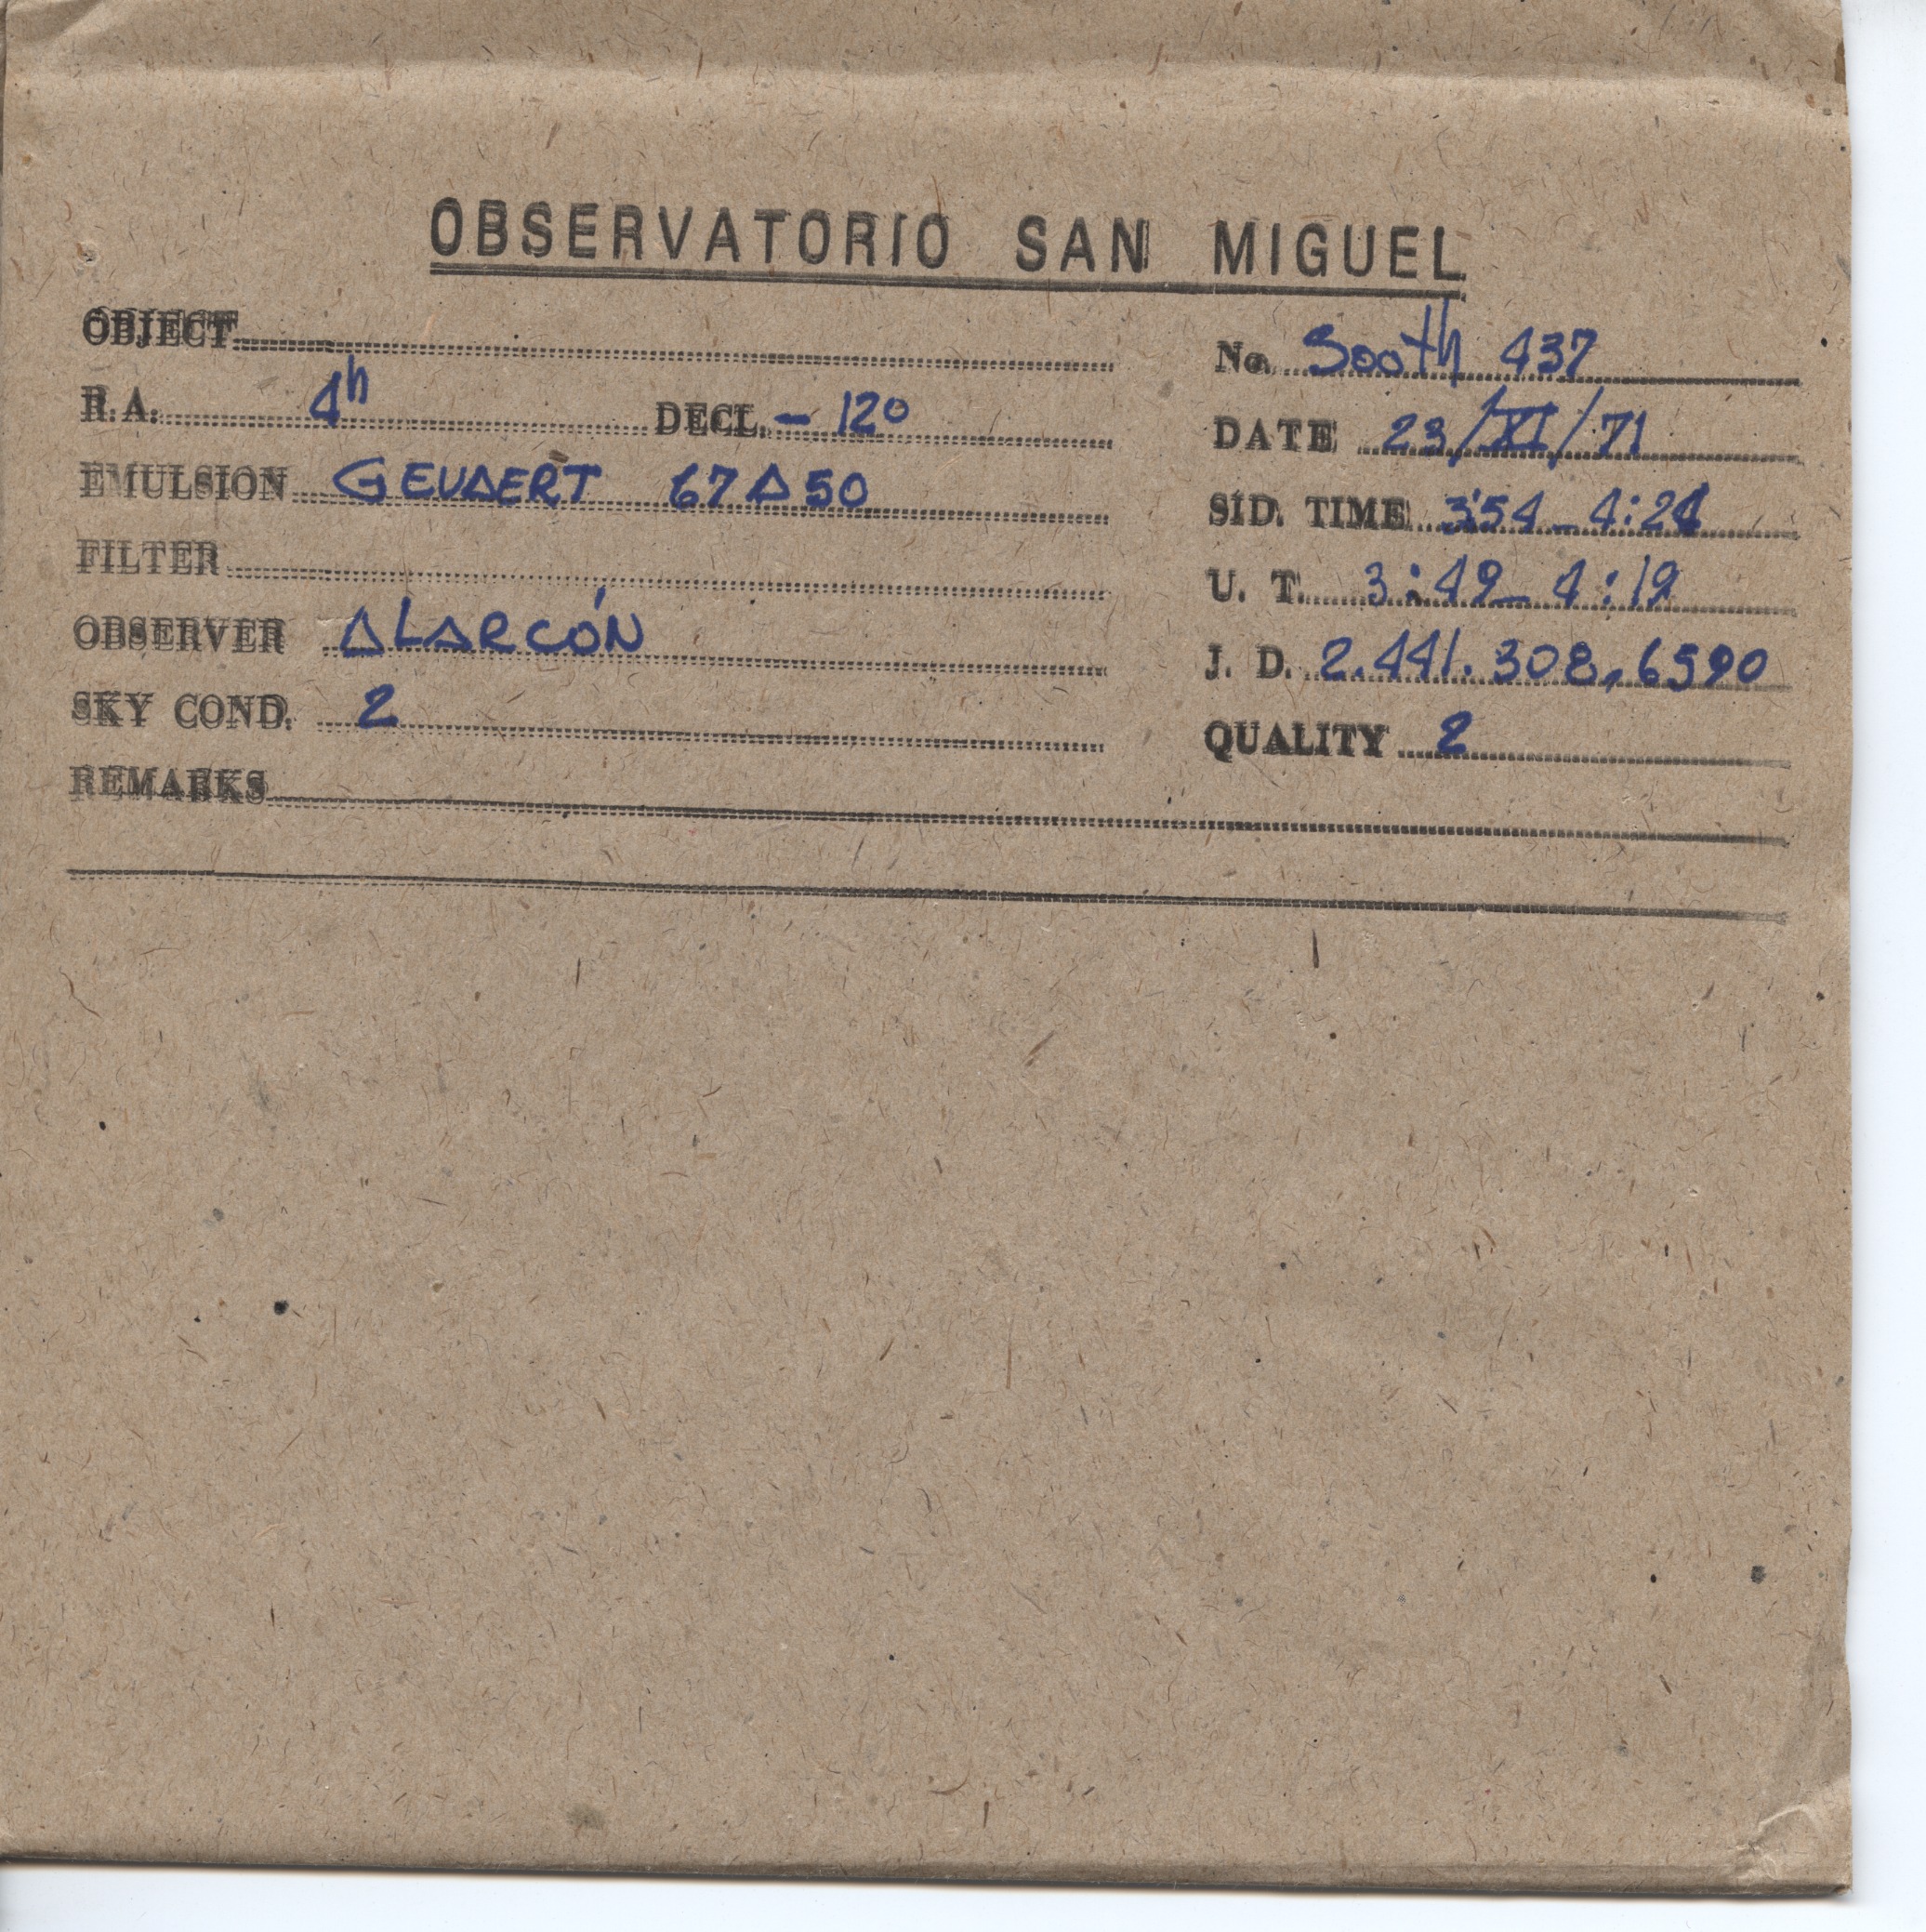 OBSERVATORIO SAN MIGUEL
OBJECT
No. South 437
R.A. 4h DECL. - 12°
DATE 23/XI/71
EMULSION GEVAERT 67A50
SID. TIME 3:54 - 4:24
FILTER
U. T. 3:49 - 4:19
OBSERVER ALARCÓN
J. D. 2.441.308,6590
SKY COND. 2
QUALITY 2
REMARKS